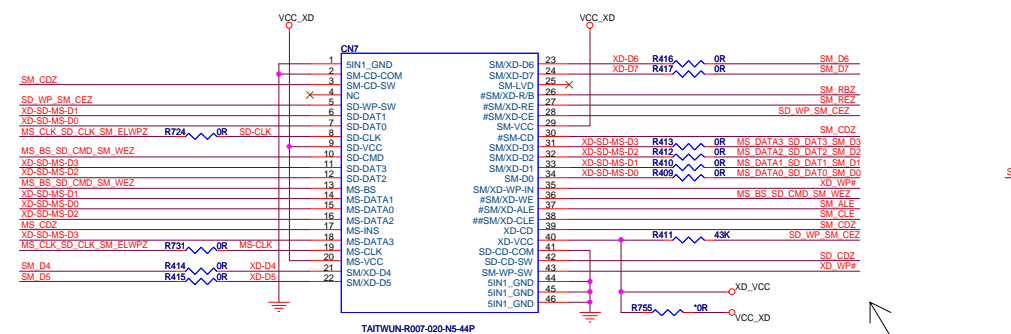 VCC_XD VCC_XD
CN7
1 5IN1_GND SM/XD-D6 23 XD-D6 R416 0R SM_D6
2 SM-CD-COM SM/XD-D7 24 XD-D7 R417 0R SM_D7
SM_CDZ 3 SM-CD-SW SM-LVD 25
4 NC #SM/XD-R/B 26 SM_RBZ
SD_WP_SM_CEZ 5 SD-WP-SW #SM/XD-RE 27 SM_REZ
XD-SD-MS-D1 6 SD-DAT1 #SM/XD-CE 28 SD_WP_SM_CEZ
XD-SD-MS-D0 7 SD-DAT0 SM-VCC 29
MS_CLK_SD_CLK_SM_ELWPZ R724 0R SD-CLK 8 SD-CLK #SM-CD 30 SM_CDZ
9 SD-VCC SM/XD-D3 31 XD-SD-MS-D3 R413 0R MS_DATA3_SD_DAT3_SM_D3
MS_BS_SD_CMD_SM_WEZ 10 SD-CMD SM/XD-D2 32 XD-SD-MS-D2 R412 0R MS_DATA2_SD_DAT2_SM_D2
XD-SD-MS-D3 11 SD-DAT3 SM/XD-D1 33 XD-SD-MS-D1 R410 0R MS_DATA1_SD_DAT1_SM_D1
XD-SD-MS-D2 12 SD-DAT2 SM-D0 34 XD-SD-MS-D0 R409 0R MS_DATA0_SD_DAT0_SM_D0
MS_BS_SD_CMD_SM_WEZ 13 MS-BS SM/XD-WP-IN 35 XD_WP#
XD-SD-MS-D1 14 MS-DATA1 #SM/XD-WE 36 MS_BS_SD_CMD_SM_WEZ
XD-SD-MS-D0 15 MS-DATA0 #SM/XD-ALE 37 SM_ALE
XD-SD-MS-D2 16 MS-DATA2 ##SM/XD-CLE 38 SM_CLE
MS_CDZ 17 MS-INS XD-CD 39 SM_CDZ
XD-SD-MS-D3 18 MS-DATA3 XD-VCC 40 R411 43K SD_WP_SM_CEZ
MS_CLK_SD_CLK_SM_ELWPZ R731 0R MS-CLK 19 MS-CLK SD-CD-COM 41
20 MS-VCC SD-CD-SW 42 SD_CDZ
SM_D4 R414 0R XD-D4 21 SM/XD-D4 SM-WP-SW 43 XD_WP#
SM_D5 R415 0R XD-D5 22 SM/XD-D5 5IN1_GND 44
5IN1_GND 45 XD_VCC
5IN1_GND 46
R755 *0R VCC_XD
TAITWUN-R007-020-N5-44P